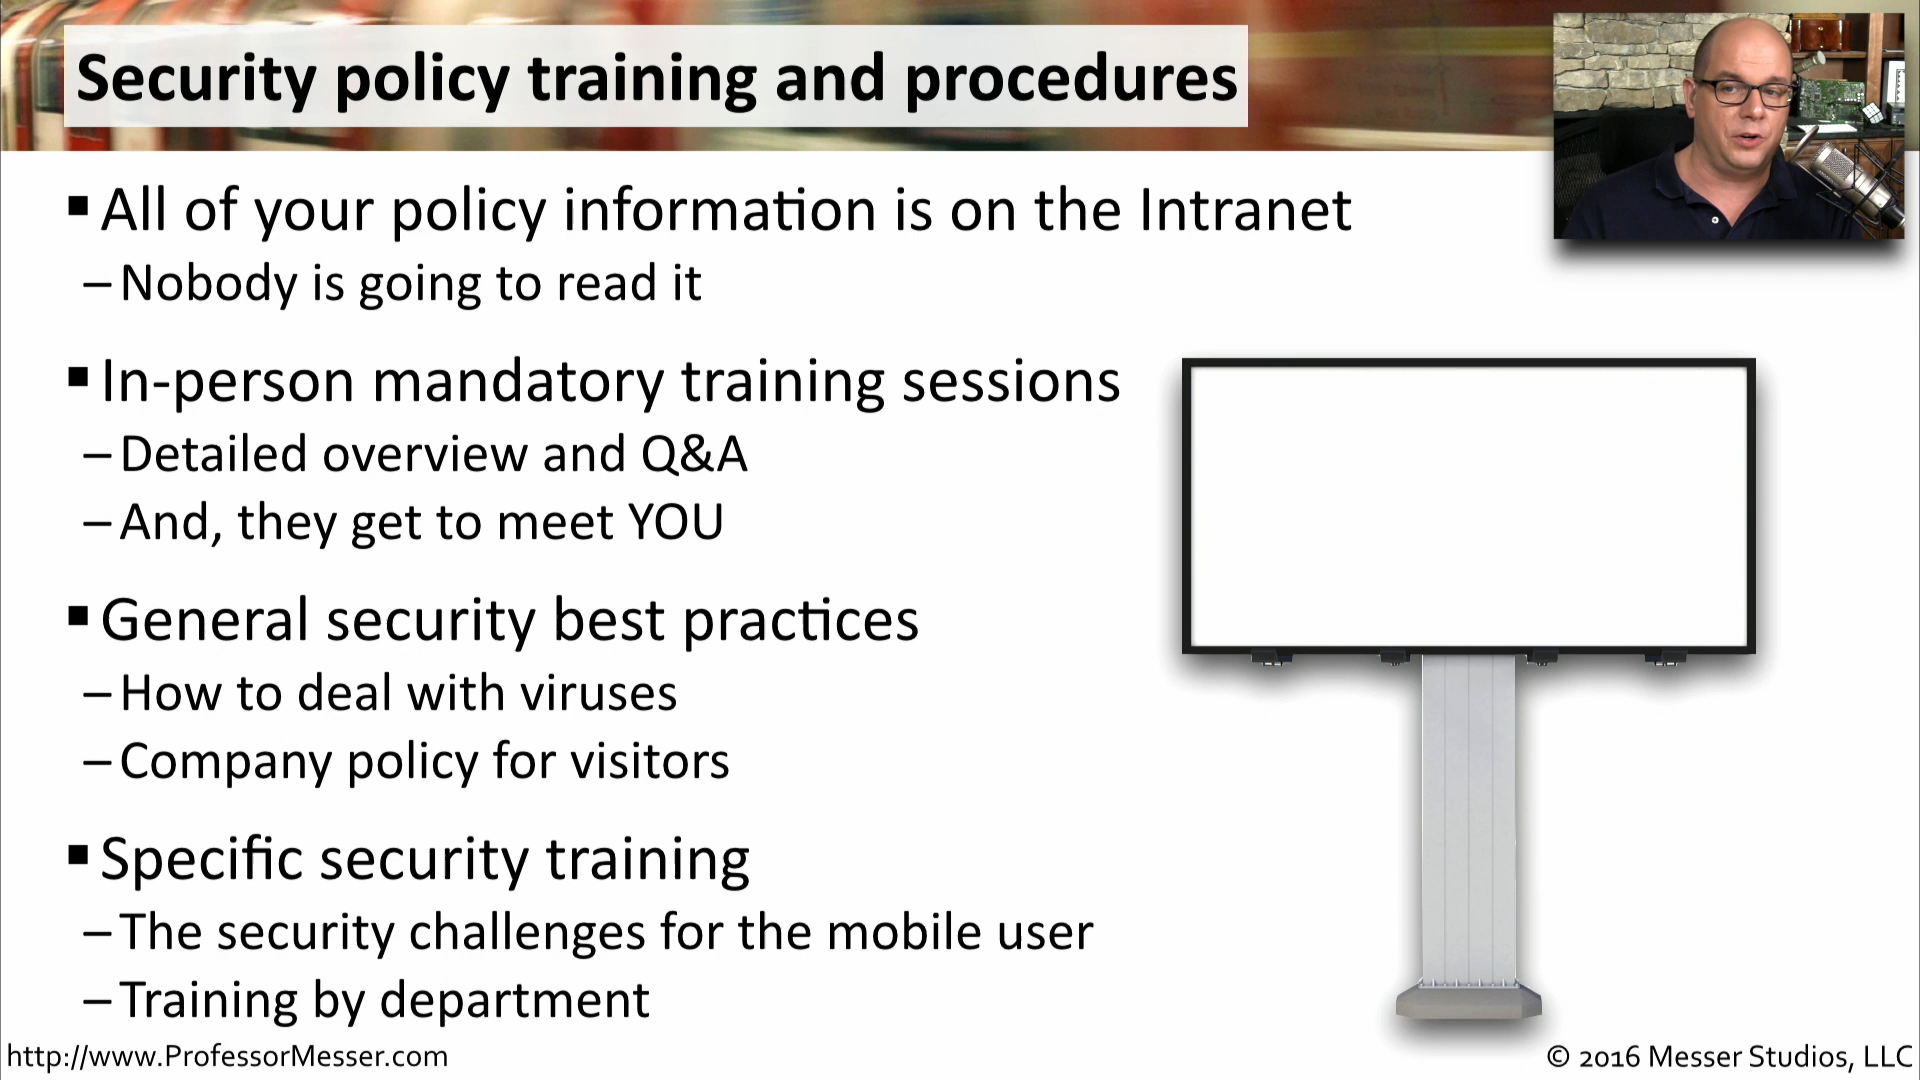 Security policy training and procedures
▪ All of your policy information is on the Intranet
– Nobody is going to read it
▪ In-person mandatory training sessions
– Detailed overview and Q&A
– And, they get to meet YOU
▪ General security best practices
– How to deal with viruses
– Company policy for visitors
▪ Specific security training
– The security challenges for the mobile user
– Training by department
http://www.ProfessorMesser.com
© 2016 Messer Studios, LLC